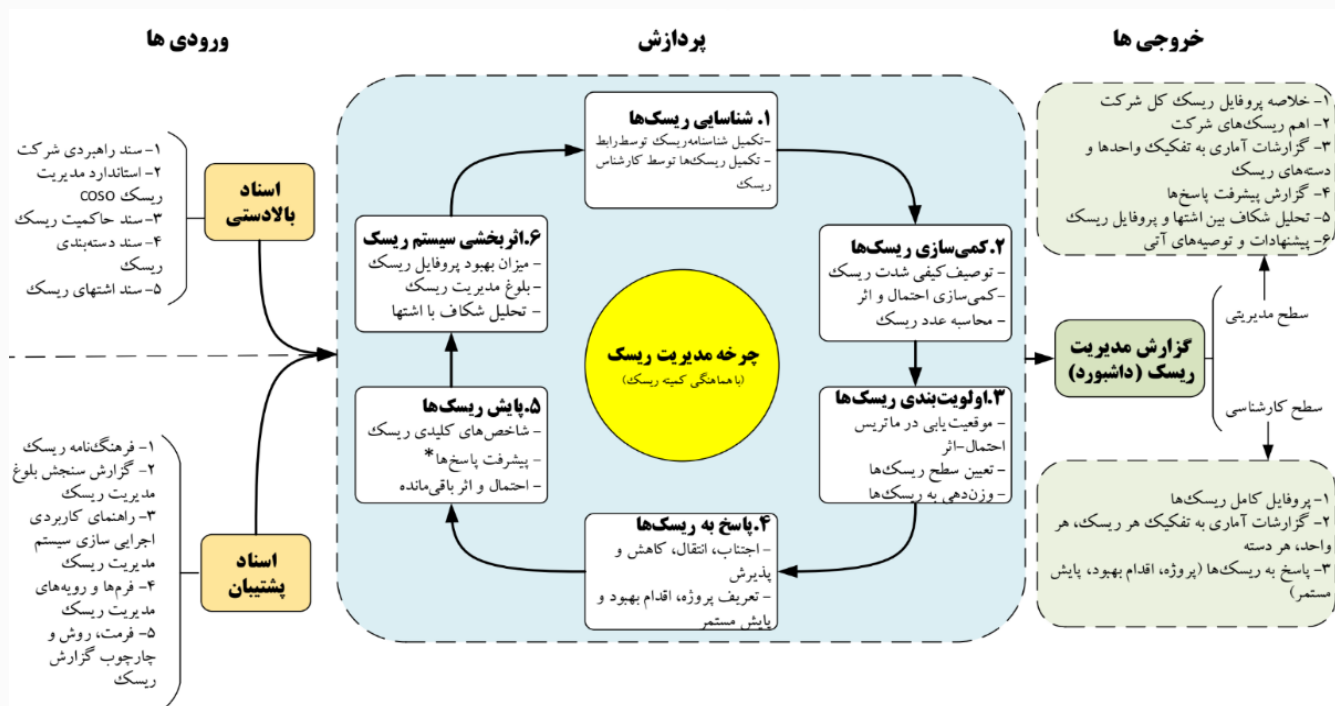 ورودی ها
پردازش
خروجی ها
۱- سند راهبردی شرکت
۲- استاندارد مدیریت
ریسک coso
۳- سند حاکمیت ریسک
۴- سند دسته‌بندی
ریسک
۵- سند اشتهای ریسک
اسناد
بالادستی
۱- فرهنگ‌نامه ریسک
۲- گزارش سنجش بلوغ
مدیریت ریسک
۳- راهنمای کاربردی
اجرایی سازی سیستم
مدیریت ریسک
۴- فرم‌ها و رویه‌های
مدیریت ریسک
۵- فرمت، روش و
چارچوب گزارش
ریسک
اسناد
پشتیبان
۱. شناسایی ریسک‌ها
-تکمیل شناسنامه‌ریسک توسط‌رابط
- تکمیل ریسک‌ها توسط کارشناس
ریسک
۲.کمی‌سازی ریسک‌ها
- توصیف‌کیفی شدت ریسک
-کمی‌سازی احتمال و اثر
- محاسبه عدد ریسک
۳.اولویت‌بندی ریسک‌ها
- موقعیت‌یابی در ماتریس
احتمال-اثر
- تعیین سطح ریسک‌ها
- وزن‌دهی به ریسک‌ها
۴.پاسخ به ریسک‌ها
- اجتناب، انتقال، کاهش و
پذیرش
- تعریف پروژه، اقدام بهبود و
پایش مستمر
۵.پایش ریسک‌ها
- شاخص‌های کلیدی ریسک
- پیشرفت پاسخ‌ها*
- احتمال و اثر باقی‌مانده
۶.اثربخشی سیستم ریسک
- میزان بهبود پروفایل ریسک
- بلوغ مدیریت ریسک
- تحلیل شکاف با اشتها
چرخه مدیریت ریسک
(با هماهنگی کمیته ریسک)
گزارش مدیریت
ریسک (داشبورد)
سطح مدیریتی
سطح کارشناسی
۱- خلاصه پروفایل ریسک کل شرکت
۲- اهم ریسک‌های شرکت
۳- گزارشات آماری به تفکیک واحدها و
دسته‌های ریسک
۴- گزارش پیشرفت پاسخ‌ها
۵- تحلیل شکاف بین اشتها و پروفایل ریسک
۶- پیشنهادات و توصیه‌های آتی
۱- پروفایل کامل ریسک‌ها
۲- گزارشات آماری به تفکیک هر ریسک، هر
واحد، هر دسته
۳- پاسخ به ریسک‌ها (پروژه، اقدام بهبود، پایش
مستمر)